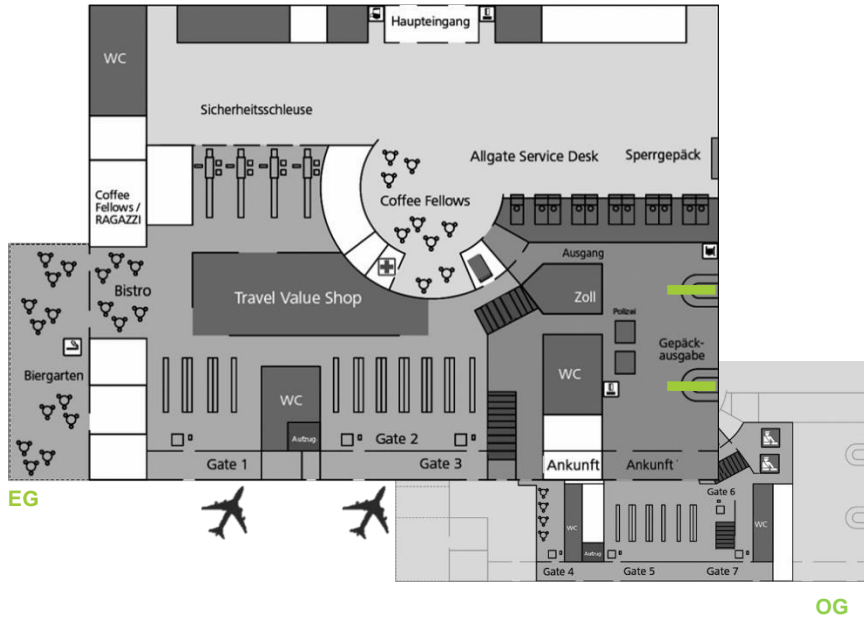 Haupteingang
WC
Sicherheitsschleuse
Allgate Service Desk
Sperrgepäck
Coffee
Fellows /
RAGAZZI
Coffee Fellows
Ausgang
Bistro
Travel Value Shop
Zoll
Polizei
Gepäck-
ausgabe
Biergarten
WC
WC
Aufzug
Gate 2
Gate 1
Gate 3
Ankunft
Ankunft
EG
Gate 6
WC
WC
Aufzug
Gate 4
Gate 5
Gate 7
OG